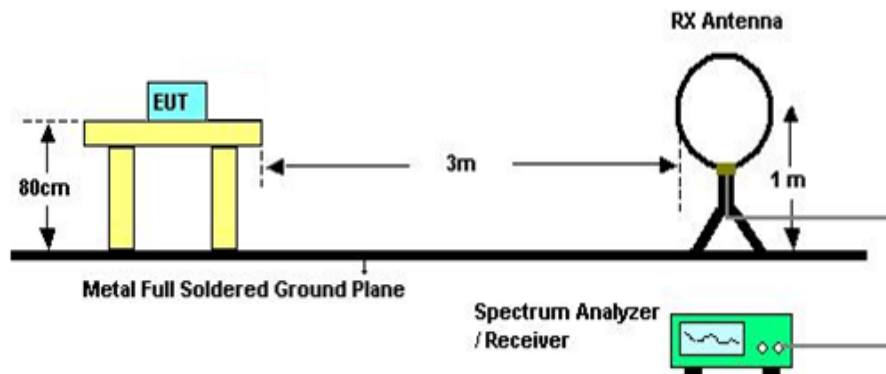 RX Antenna
EUT
3m
80cm
1 m
Metal Full Soldered Ground Plane
Spectrum Analyzer
/ Receiver